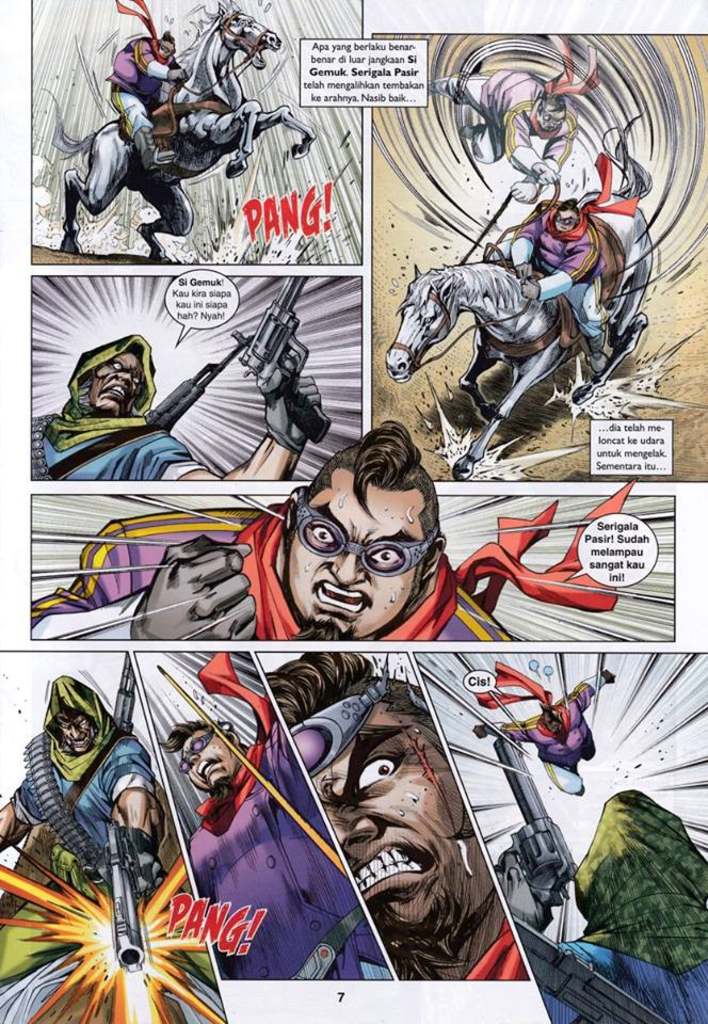 Apa yang berlaku benar-
benar di luar jangkaan Si
Gemuk. Serigala Pasir
telah mengalihkan tembakan
ke arahnya. Nasib baik...
PANG!
...dia telah me-
loncat ke udara
untuk mengelak.
Sementara itu...
Si Gemuk!
Kau kira siapa
kau ini siapa
hah? Nyah!
Serigala
Pasir! Sudah
melampau
sangat kau
ini!
PANG!
Cis!
7